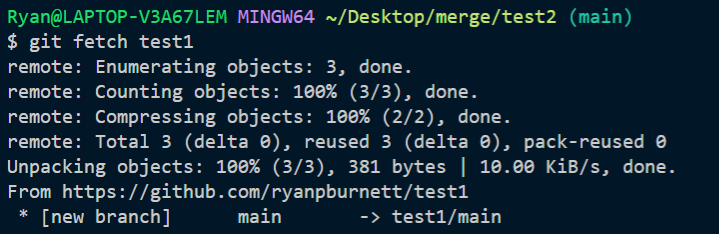 Ryan@LAPTOP-V3A67LEM MINGW64 ~/Desktop/merge/test2 (main)
$ git fetch test1
remote: Enumerating objects: 3, done.
remote: Counting objects: 100% (3/3), done.
remote: Compressing objects: 100% (2/2), done.
remote: Total 3 (delta 0), reused 3 (delta 0), pack-reused 0
Unpacking objects: 100% (3/3), 381 bytes | 10.00 KiB/s, done.
From https://github.com/ryanpburnett/test1
 * [new branch]      main       -> test1/main